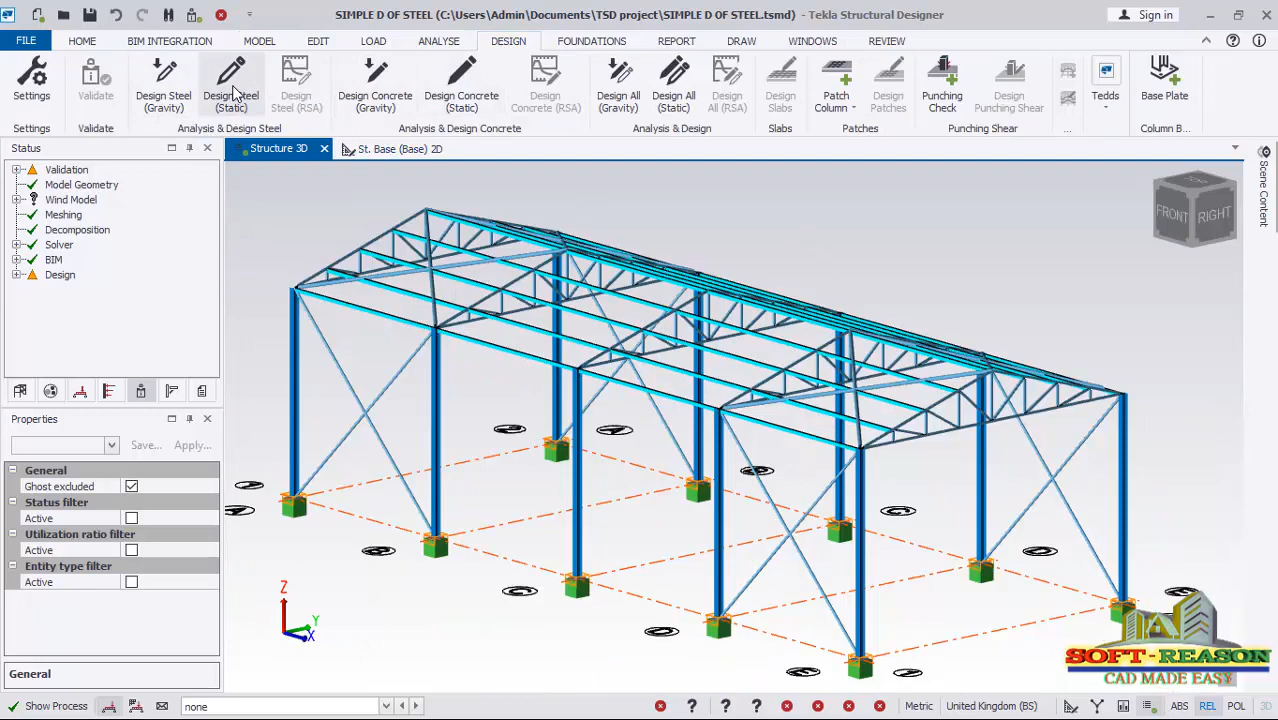 SIMPLE D OF STEEL (C:\Users\Admin\Documents\TSD project\SIMPLE D OF STEEL.tsmd) - Tekla Structural Designer
Sign in
FILE HOME BIM INTEGRATION MODEL EDIT LOAD ANALYSE DESIGN FOUNDATIONS REPORT DRAW WINDOWS REVIEW
Settings Validate Design Steel (Gravity) Design Steel (Static) Design Steel (RSA) Design Concrete (Gravity) Design Concrete (Static) Design Concrete (RSA) Design All (Gravity) Design All (Static) Design All (RSA) Design Slabs Patch Column Design Patches Punching Check Design Punching Shear Tedds Base Plate
Settings Validate Analysis & Design Steel Analysis & Design Concrete Analysis & Design Slabs Patches Punching Shear ... Column B...
Status
Structure 3D
St. Base (Base) 2D
Scene Content
Validation
Model Geometry
Wind Model
Meshing
Decomposition
Solver
BIM
Design
TOP
FRONT
RIGHT
Properties
Save...
Apply...
General
Ghost excluded
Status filter
Active
Utilization ratio filter
Active
Entity type filter
Active
General
Z
Y
X
A
B
C
D
E
SOFT-REASON
CAD MADE EASY
Show Process
none
Metric
United Kingdom (BS)
ABS
REL
POL
3D